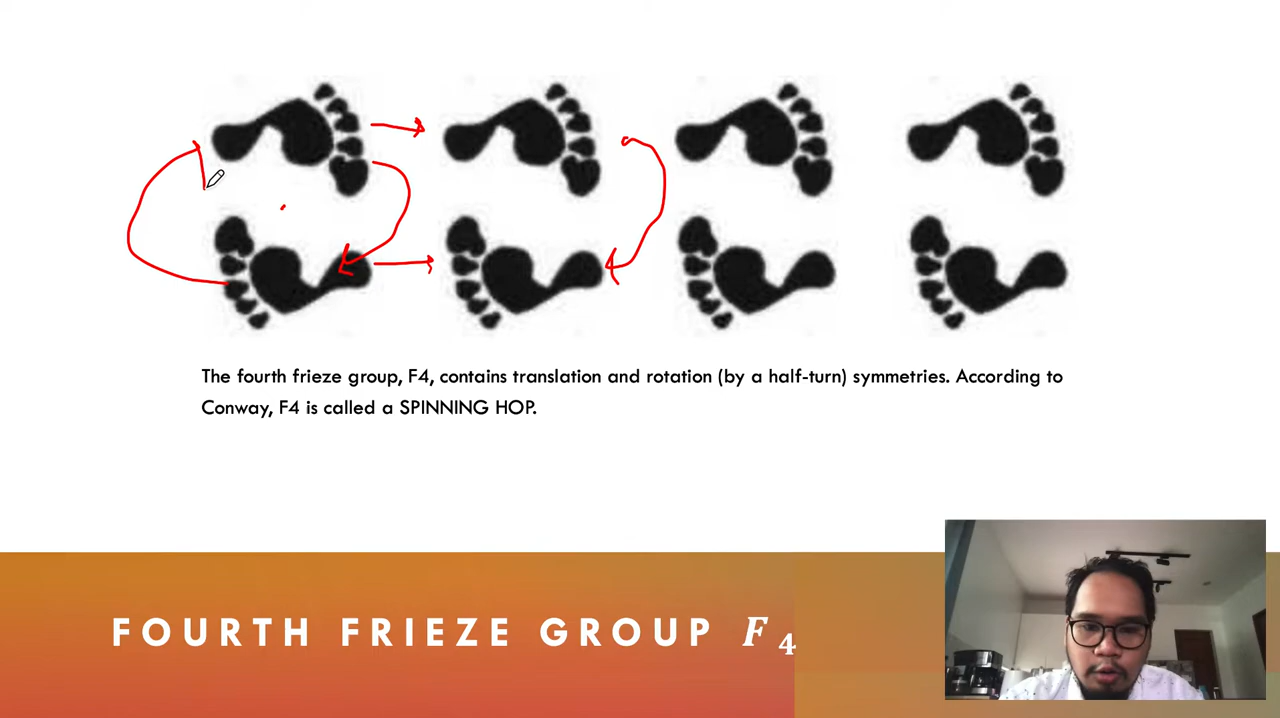 The fourth frieze group, F4, contains translation and rotation (by a half-turn) symmetries. According to
Conway, F4 is called a SPINNING HOP.
FOURTH FRIEZE GROUP F₄